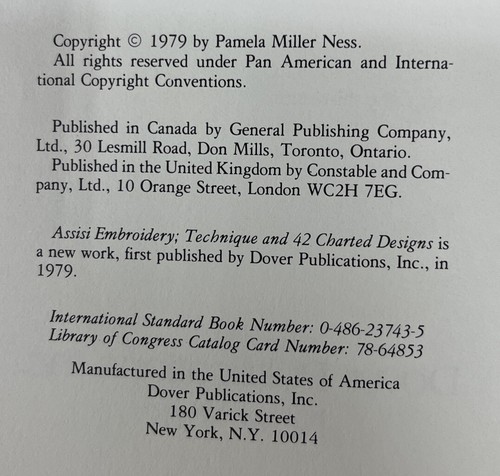 Copyright © 1979 by Pamela Miller Ness.
All rights reserved under Pan American and Interna-
tional Copyright Conventions.
Published in Canada by General Publishing Company,
Ltd., 30 Lesmill Road, Don Mills, Toronto, Ontario.
Published in the United Kingdom by Constable and Com-
pany, Ltd., 10 Orange Street, London WC2H 7EG.
Assisi Embroidery; Technique and 42 Charted Designs is
a new work, first published by Dover Publications, Inc., in
1979.
International Standard Book Number: 0-486-23743-5
Library of Congress Catalog Card Number: 78-64853
Manufactured in the United States of America
Dover Publications, Inc.
180 Varick Street
New York, N.Y. 10014